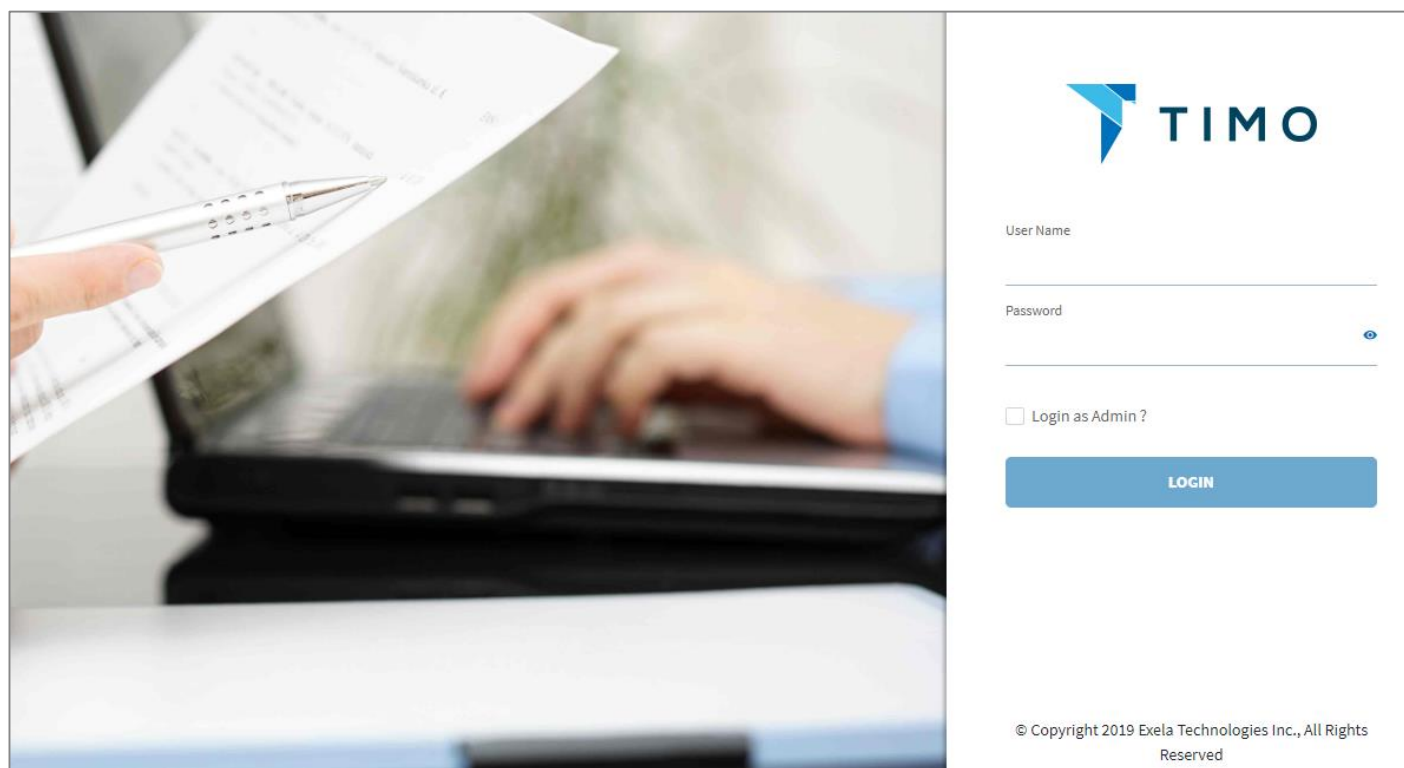 TIMO
User Name
Password
Login as Admin ?
LOGIN
© Copyright 2019 Exela Technologies Inc., All Rights
Reserved